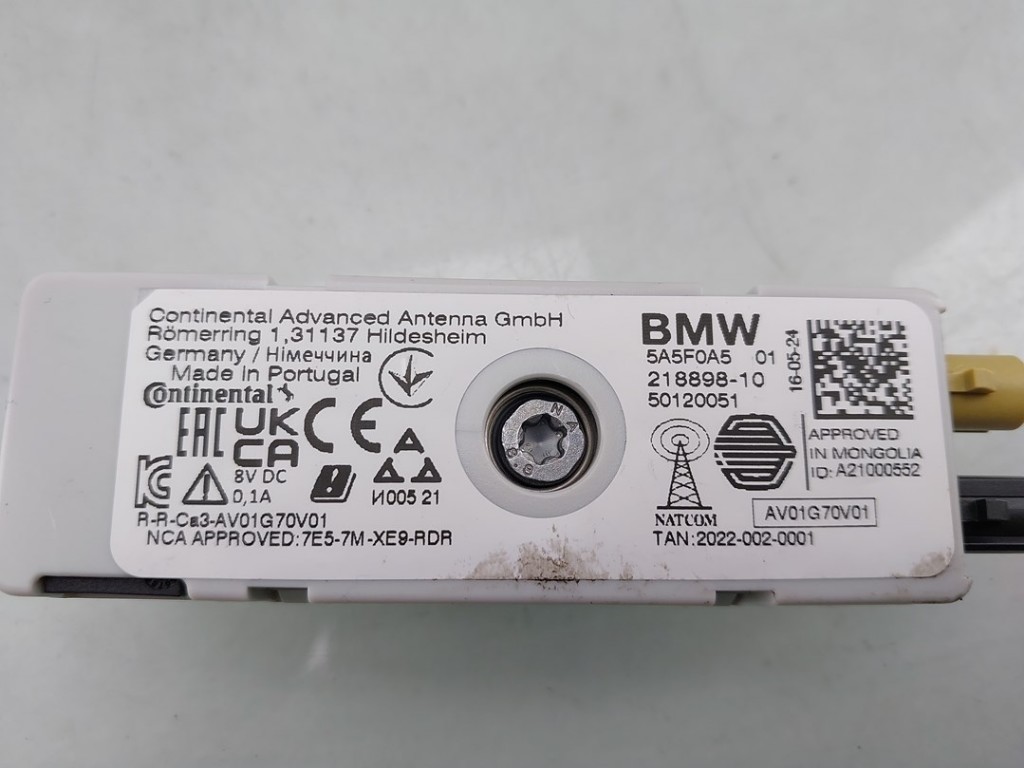 Continental Advanced Antenna GmbH
Römerring 1,31137 Hildesheim
Germany / Німеччина
Made in Portugal
Continental
EAC UK CA CE
8V DC
0,1A
И005 21
R-R-Ca3-AV01G70V01
NCA APPROVED:7E5-7M-XE9-RDR
BMW
5A5F0A5 01
218898-10
50120051
16-05-24
APPROVED
IN MONGOLIA
ID: A21000552
NATCOM
AV01G70V01
TAN:2022-002-0001